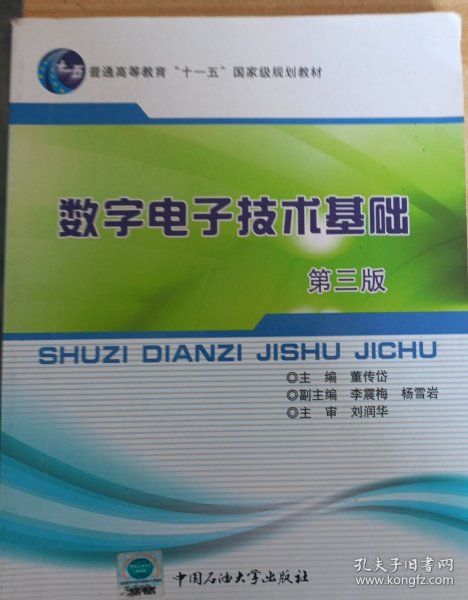 十一五
普通高等教育“十一五”国家级规划教材
数字电子技术基础
第三版
SHUZI DIANZI JISHU JICHU
◎主 编 董传岱
◎副主编 李震梅 杨雪岩
◎主 审 刘润华
中国石油大学出版社
孔夫子旧书网
www.kongfz.com